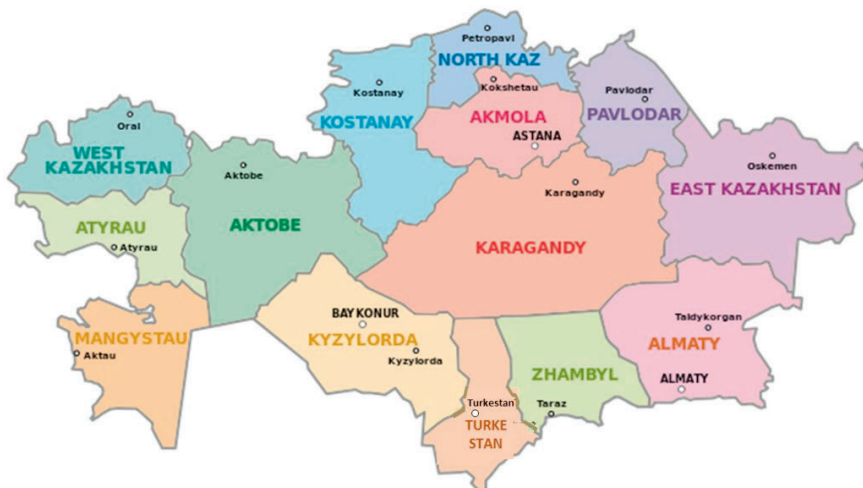 Petropavl
NORTH KAZ
Kokshetau
Kostanay
KOSTANAY
AKMOLA
ASTANA
Pavlodar
PAVLODAR
Oral
WEST
KAZAKHSTAN
Aktobe
AKTOBE
Karagandy
KARAGANDY
Oskemen
EAST KAZAKHSTAN
ATYRAU
Atyrau
MANGYSTAU
Aktau
BAYKONUR
KYZYLORDA
Kyzylorda
Turkestan
TURKE
STAN
ZHAMBYL
Taraz
Taldykorgan
ALMATY
ALMATY